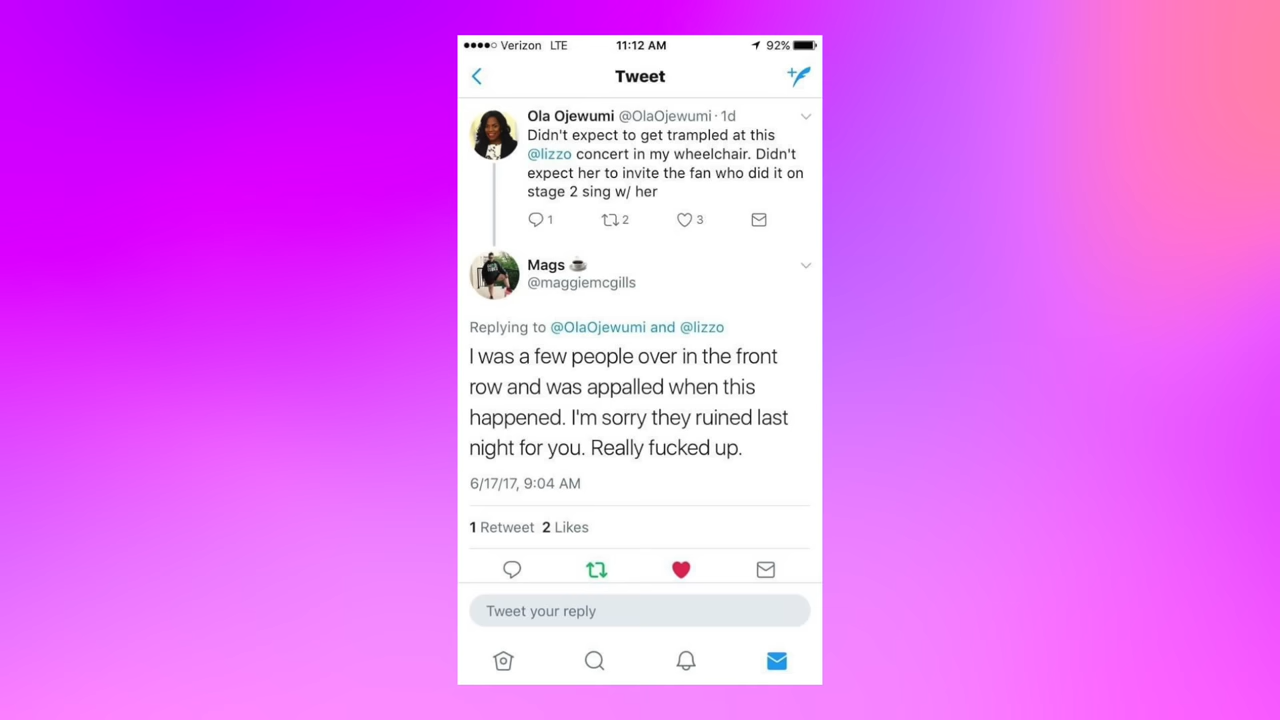 Verizon LTE 11:12 AM 92%
Tweet
Ola Ojewumi @OlaOjewumi · 1d
Didn't expect to get trampled at this
@lizzo concert in my wheelchair. Didn't
expect her to invite the fan who did it on
stage 2 sing w/ her
1 2 3
Mags ☕
@maggiemcgills
Replying to @OlaOjewumi and @lizzo
I was a few people over in the front
row and was appalled when this
happened. I'm sorry they ruined last
night for you. Really fucked up.
6/17/17, 9:04 AM
1 Retweet 2 Likes
Tweet your reply